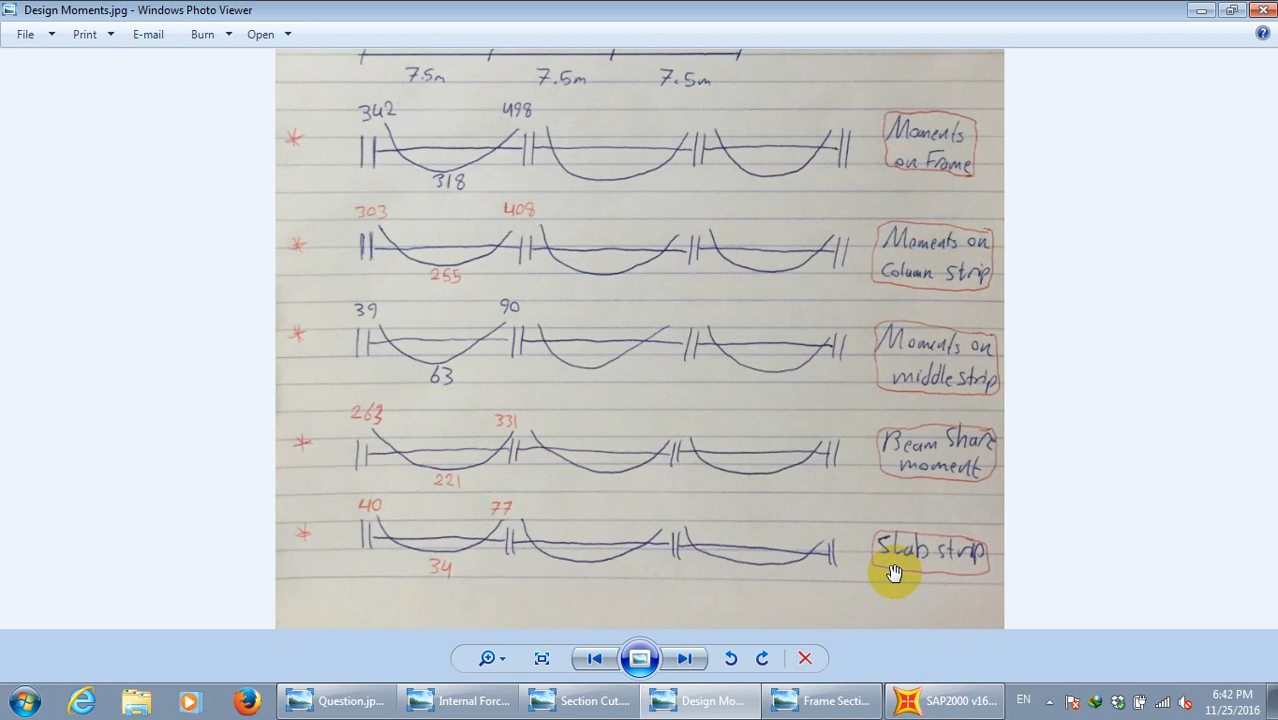 Design Moments.jpg - Windows Photo Viewer
File Print E-mail Burn Open
7.5m 7.5m 7.5m
342 498
318
Moments
on Frame
303 408
255
Moments on
Column Strip
39 90
63
Moments on
middle strip
263 331
221
Beam Share
moment
40 77
34
Slab strip
Question.jp... Internal Forc... Section Cut.... Design Mo... Frame Secti... SAP2000 v16... EN 6:42 PM
11/25/2016